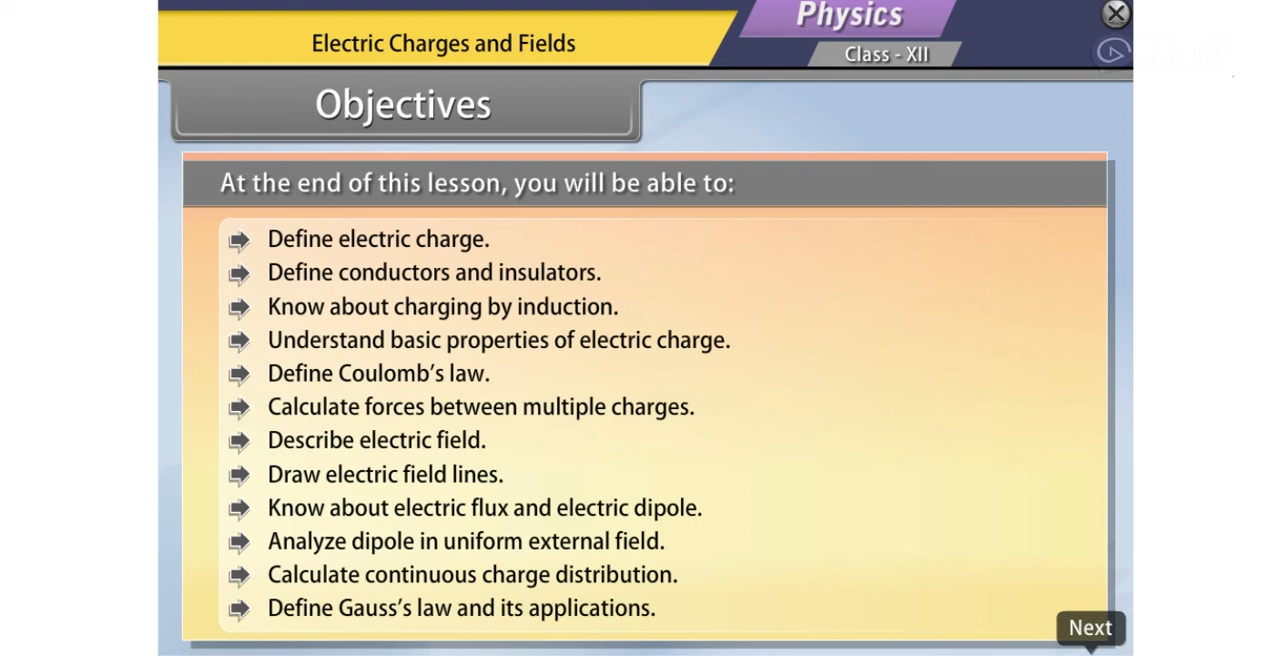 Physics
Electric Charges and Fields
Class - XII
Objectives
At the end of this lesson, you will be able to:
Define electric charge.
Define conductors and insulators.
Know about charging by induction.
Understand basic properties of electric charge.
Define Coulomb's law.
Calculate forces between multiple charges.
Describe electric field.
Draw electric field lines.
Know about electric flux and electric dipole.
Analyze dipole in uniform external field.
Calculate continuous charge distribution.
Define Gauss's law and its applications.
Next